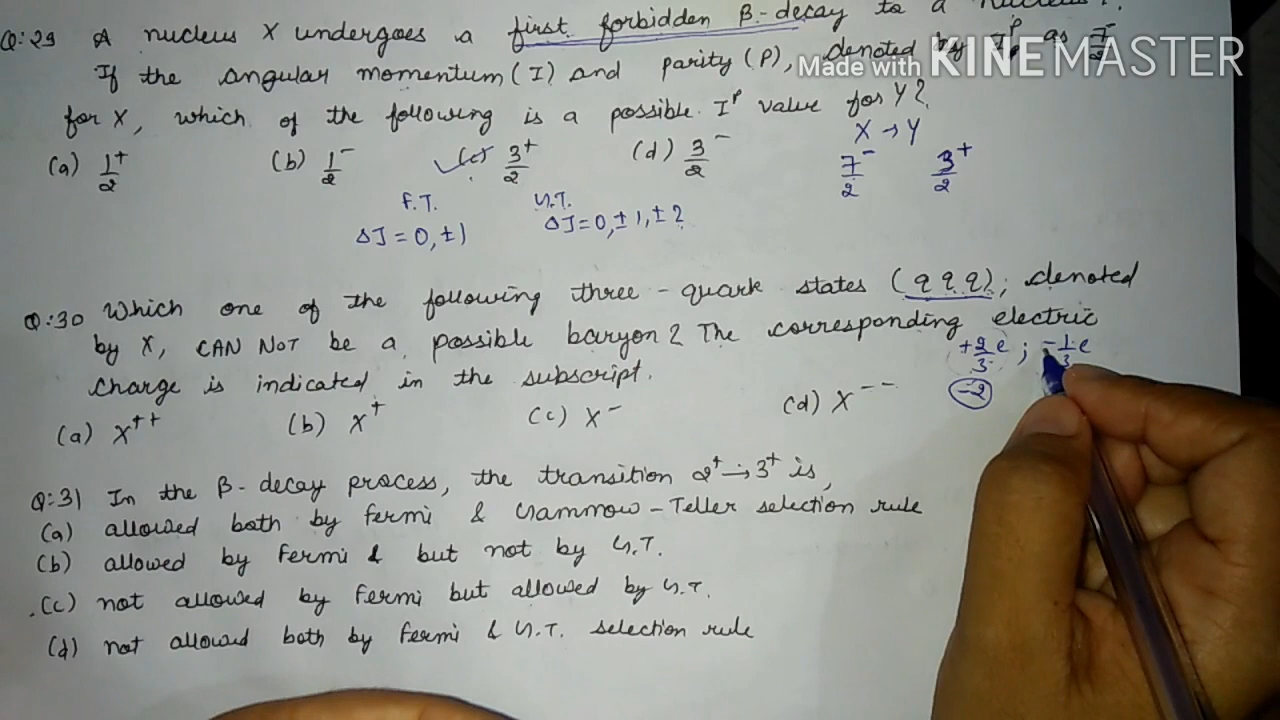 Q:29 A nucleus X undergoes a first forbidden β-decay to a nucleus
If the angular momentum (I) and parity (P), denoted by I^P as 7/2^-
Made with KINEMASTER
for X, which of the following is a possible I^P value for Y?
X → Y
(a) 1/2^+ (b) 1/2^- ✓(c) 3/2^+ (d) 3/2^-
7/2^- 3/2^+
F.T. G.T.
ΔJ = 0, ±1 ΔJ = 0, ±1, ±2
Q:30 Which one of the following three-quark states (q q q), denoted
by X, CAN NOT be a possible baryon? The corresponding electric
charge is indicated in the subscript.
+2/3 e ; -1/3 e
-2
(a) X^++ (b) X^+ (c) X^- (d) X^--
Q:31 In the β-decay process, the transition 2^+ → 3^+ is,
(a) allowed both by Fermi & Gammow-Teller selection rule
(b) allowed by Fermi & but not by G.T.
(c) not allowed by Fermi but allowed by G.T.
(d) not allowed both by Fermi & G.T. selection rule